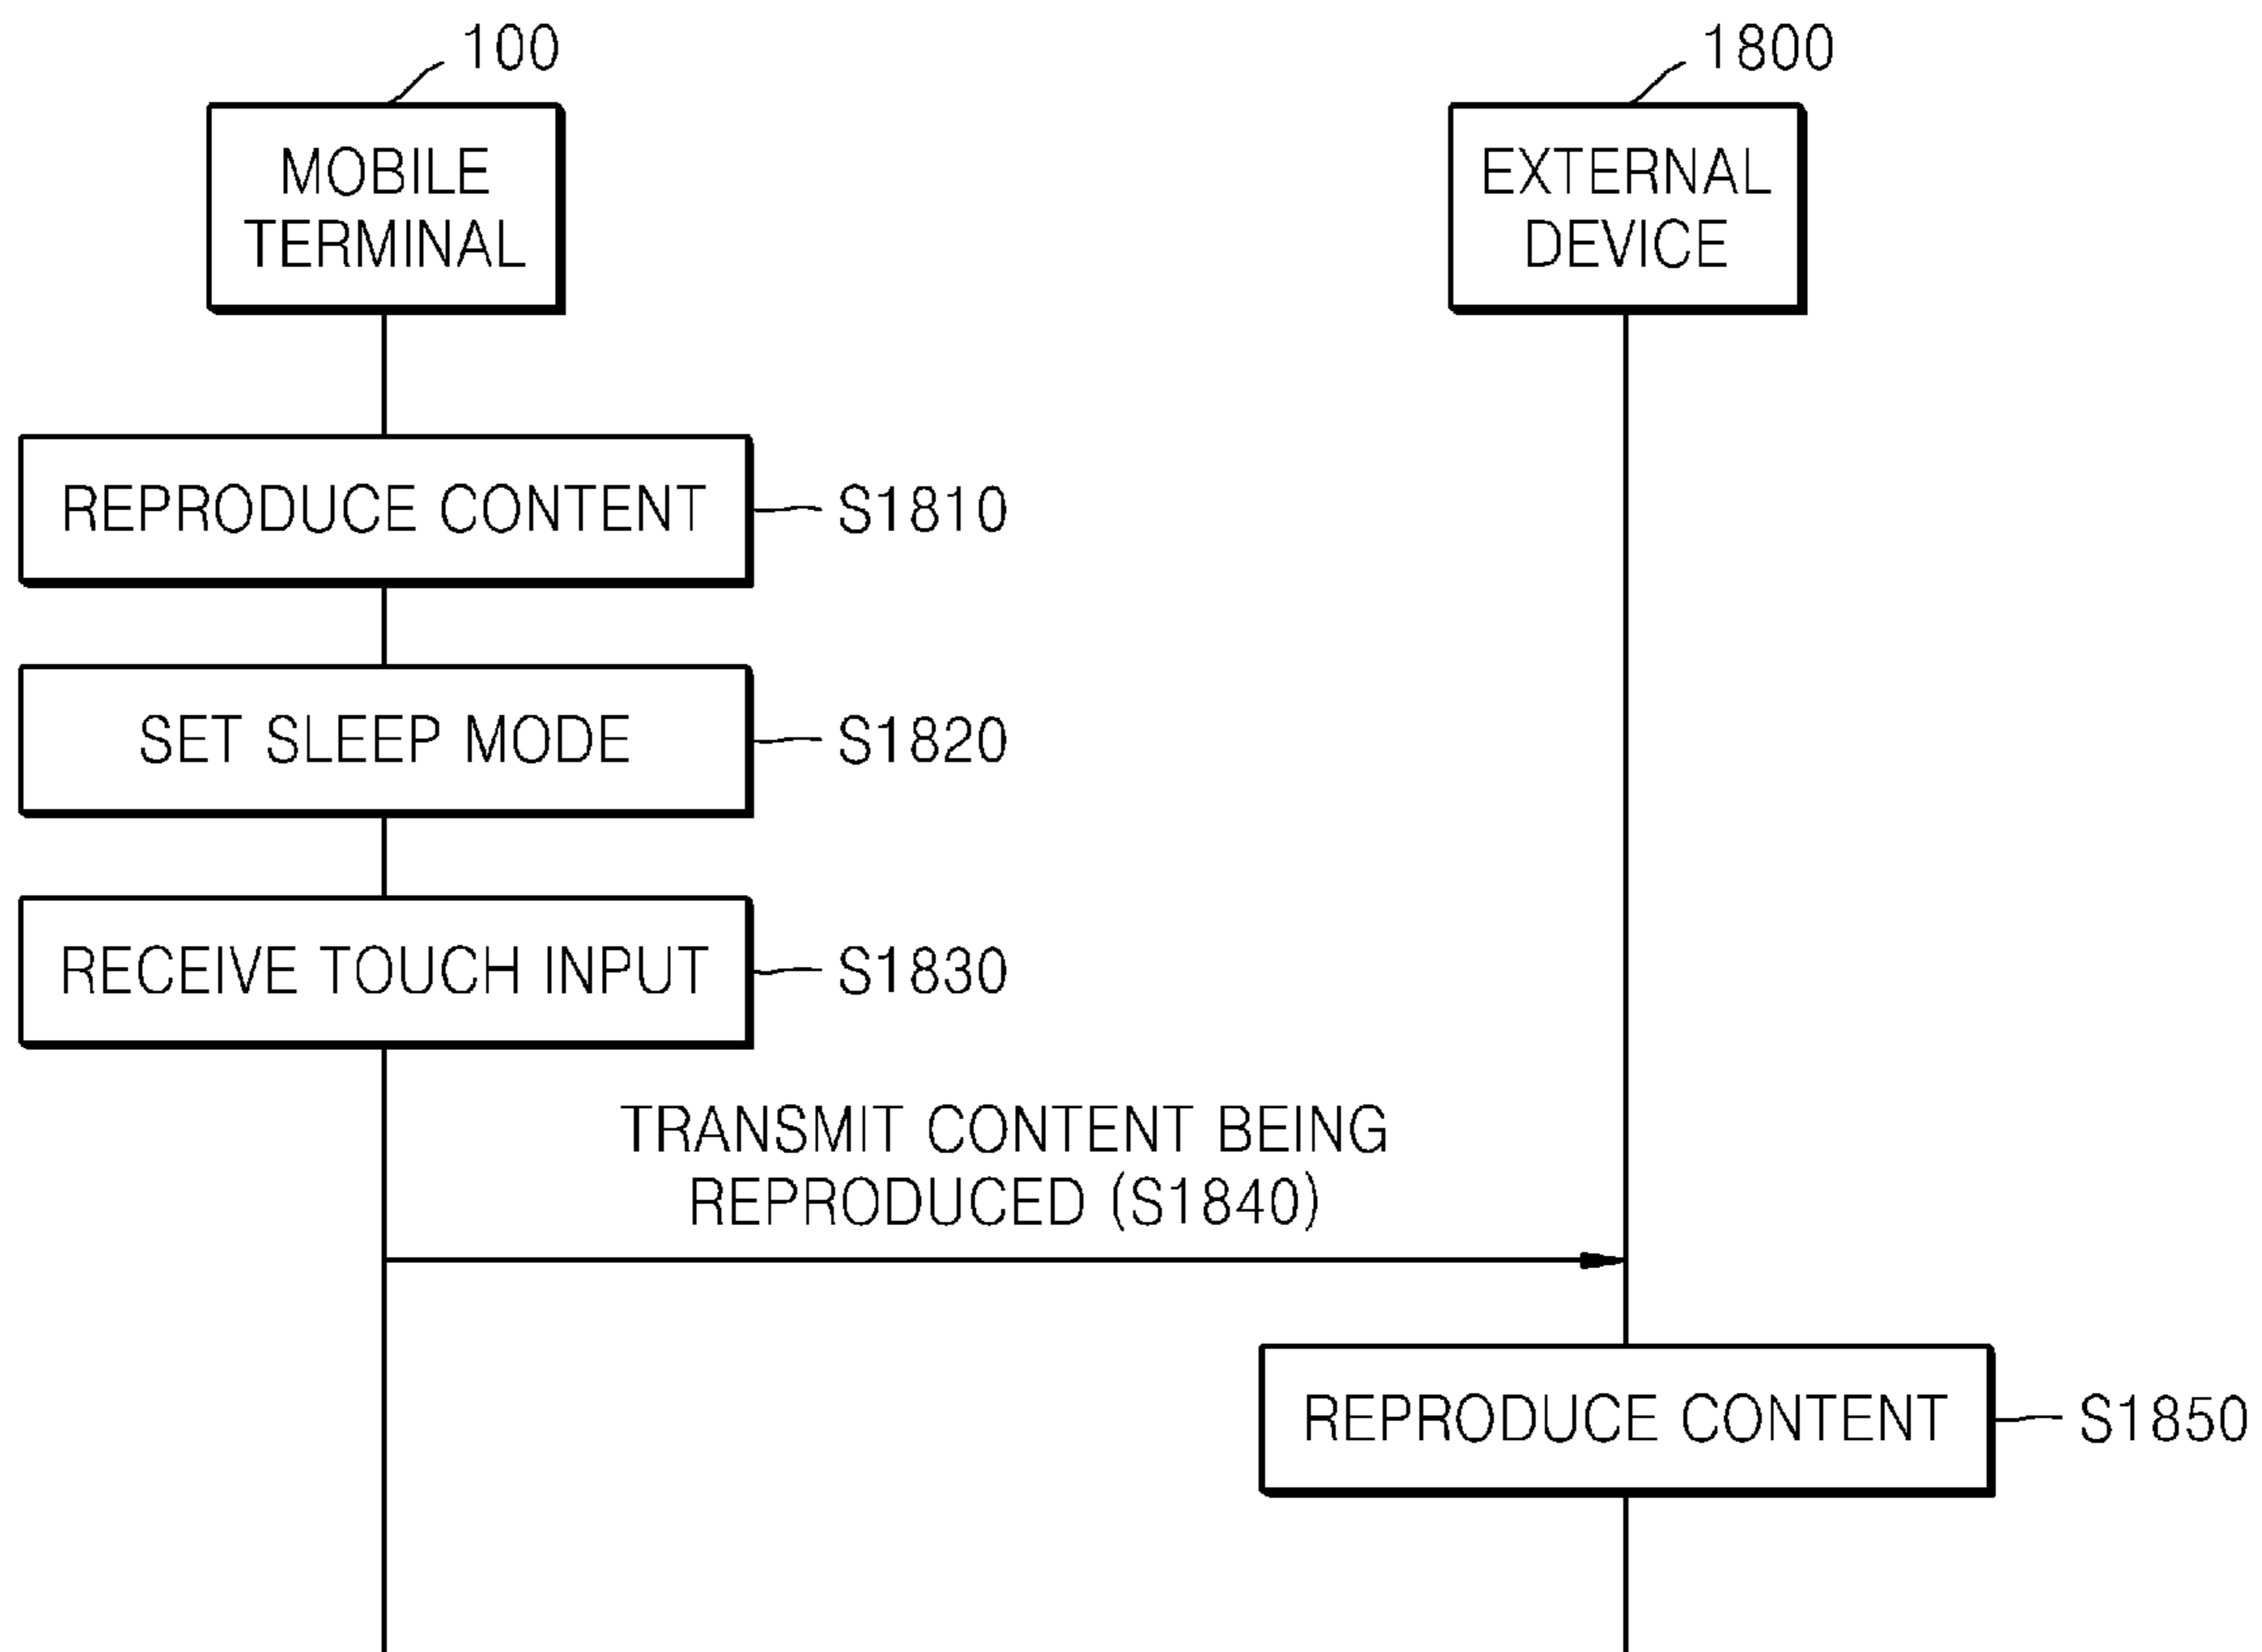 100
1800
MOBILE
TERMINAL
EXTERNAL
DEVICE
REPRODUCE CONTENT
S1810
SET SLEEP MODE
S1820
RECEIVE TOUCH INPUT
S1830
TRANSMIT CONTENT BEING
REPRODUCED (S1840)
REPRODUCE CONTENT
S1850